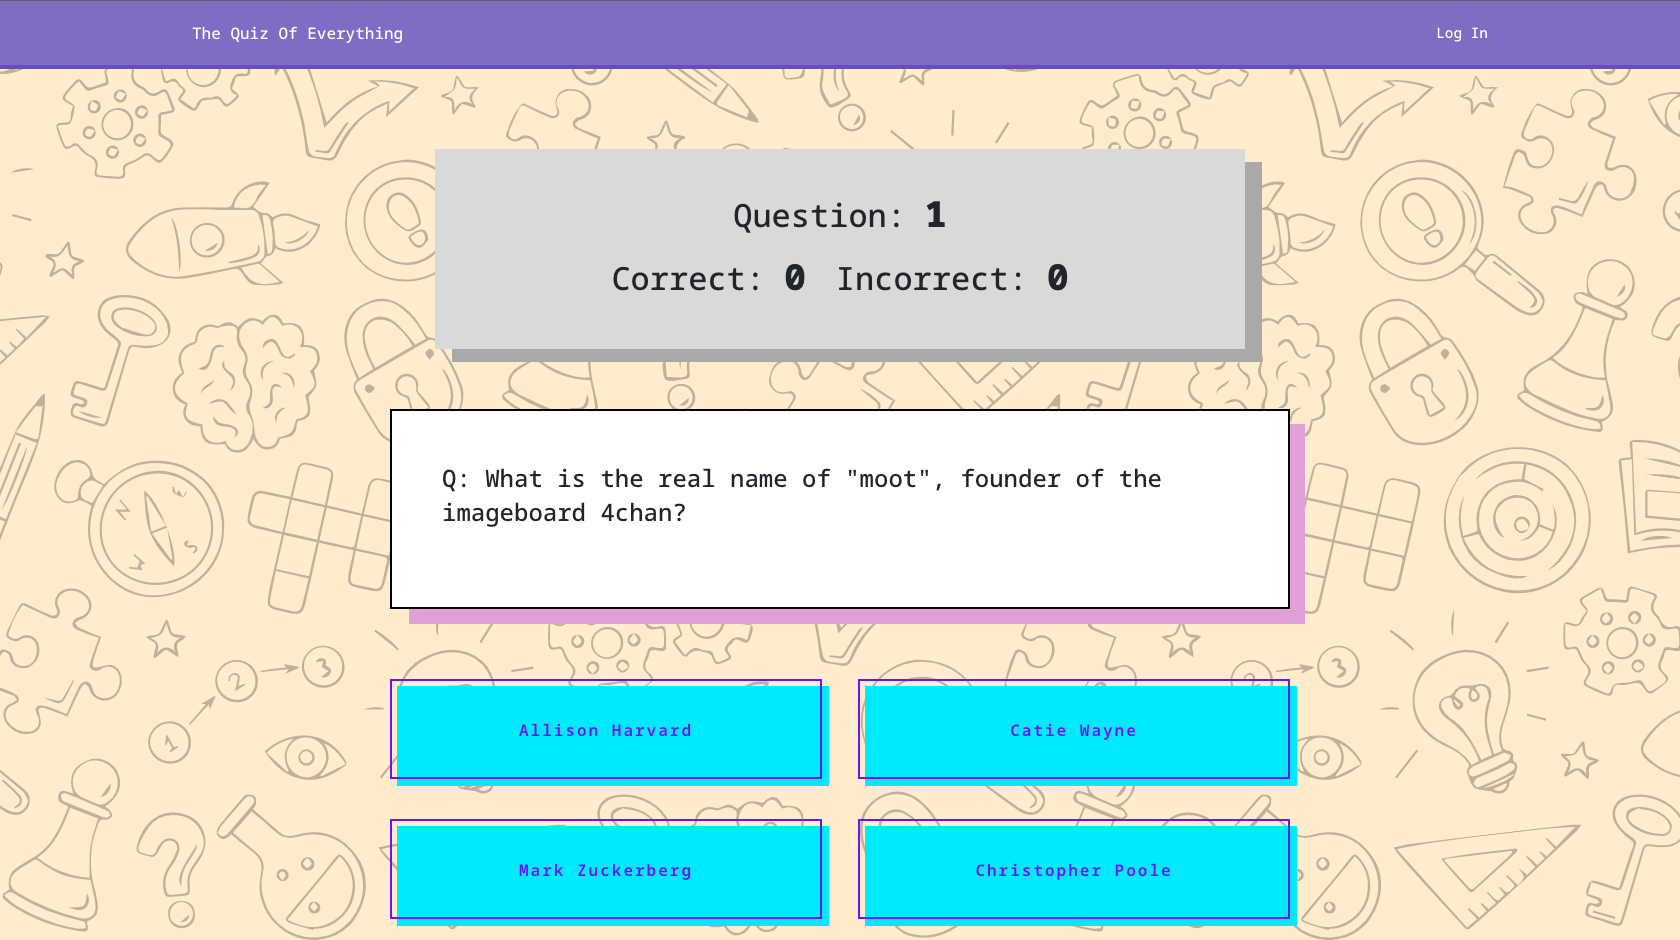 The Quiz Of Everything
Log In
Question: 1
Correct: 0 Incorrect: 0
Q: What is the real name of "moot", founder of the
imageboard 4chan?
Allison Harvard
Catie Wayne
Mark Zuckerberg
Christopher Poole